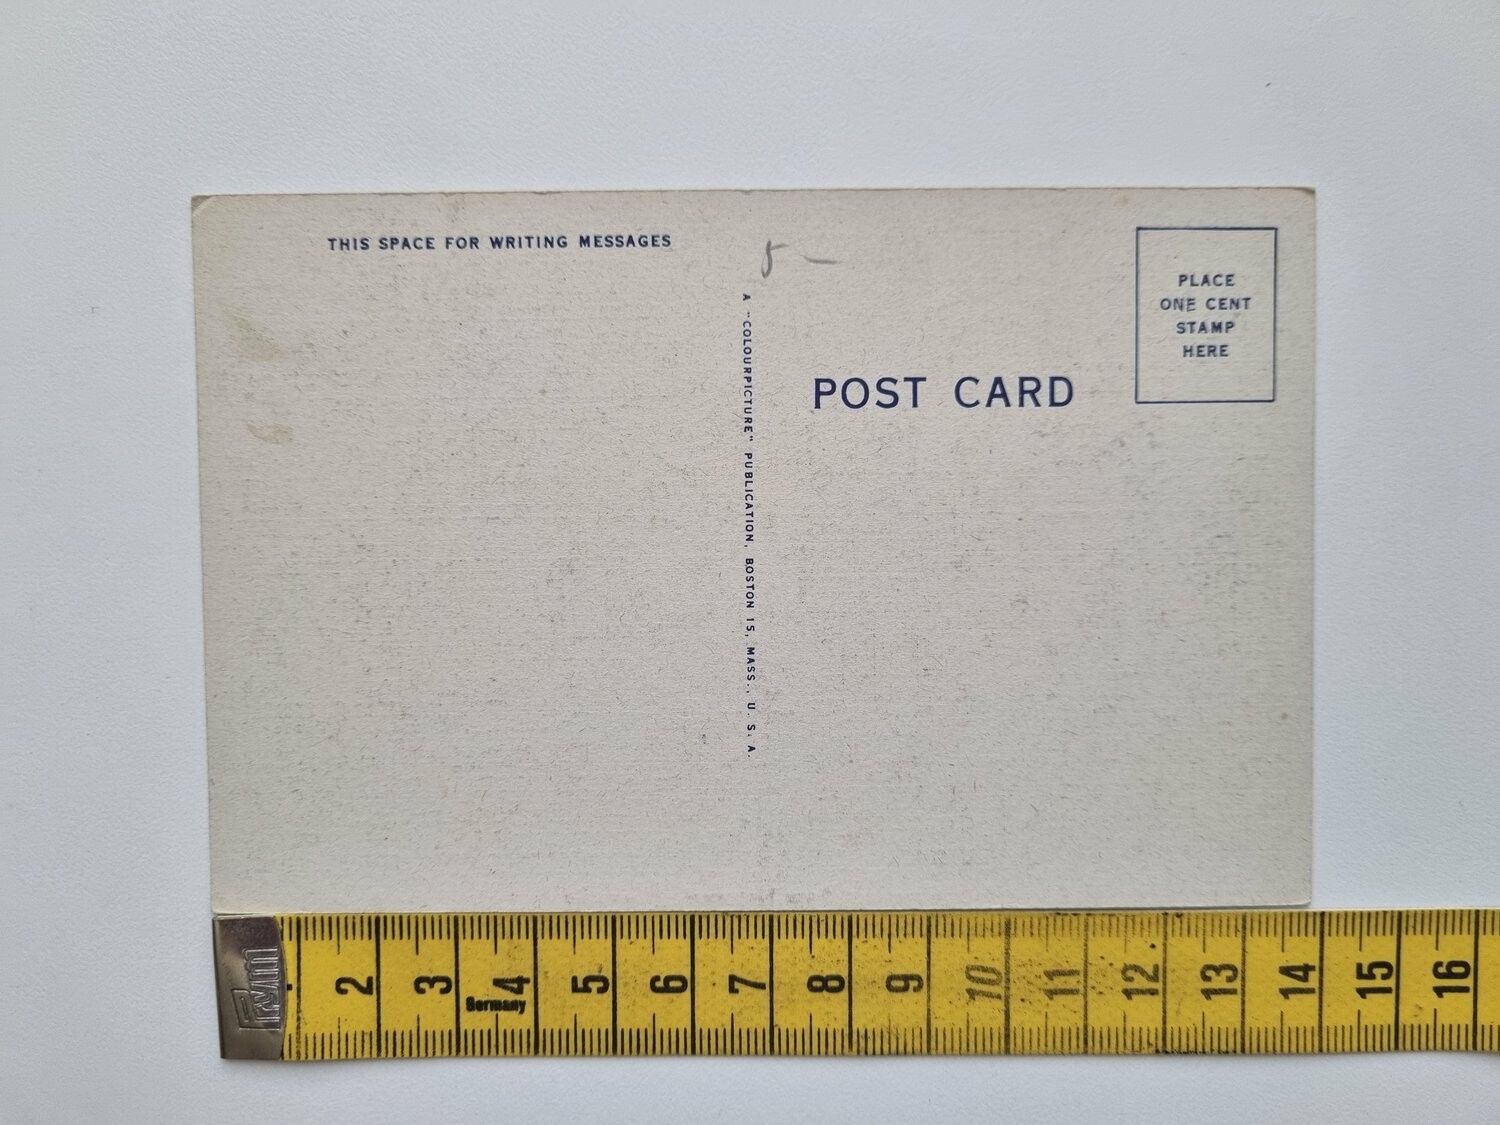 THIS SPACE FOR WRITING MESSAGES
5 –
A "COLOURPICTURE" PUBLICATION, BOSTON 15, MASS., U. S. A.
POST CARD
PLACE
ONE CENT
STAMP
HERE
Prym
2 3 4 5 6 7 8 9 10 11 12 13 14 15 16
Germany